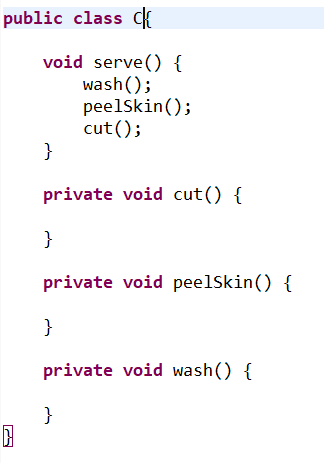 public class C{
void serve() {
wash();
peelSkin();
cut();
}
private void cut() {
}
private void peelSkin() {
}
private void wash() {
}
}